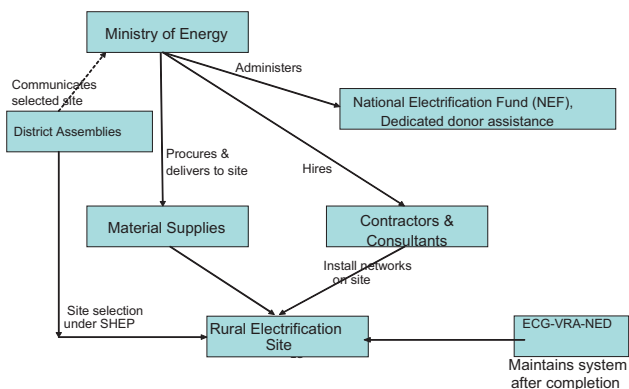 Ministry of Energy
Administers
Communicates
selected site
National Electrification Fund (NEF),
Dedicated donor assistance
District Assemblies
Procures &
delivers to site
Hires
Material Supplies
Contractors &
Consultants
Install networks
on site
Site selection
under SHEP
Rural Electrification
Site
ECG-VRA-NED
Maintains system
after completion